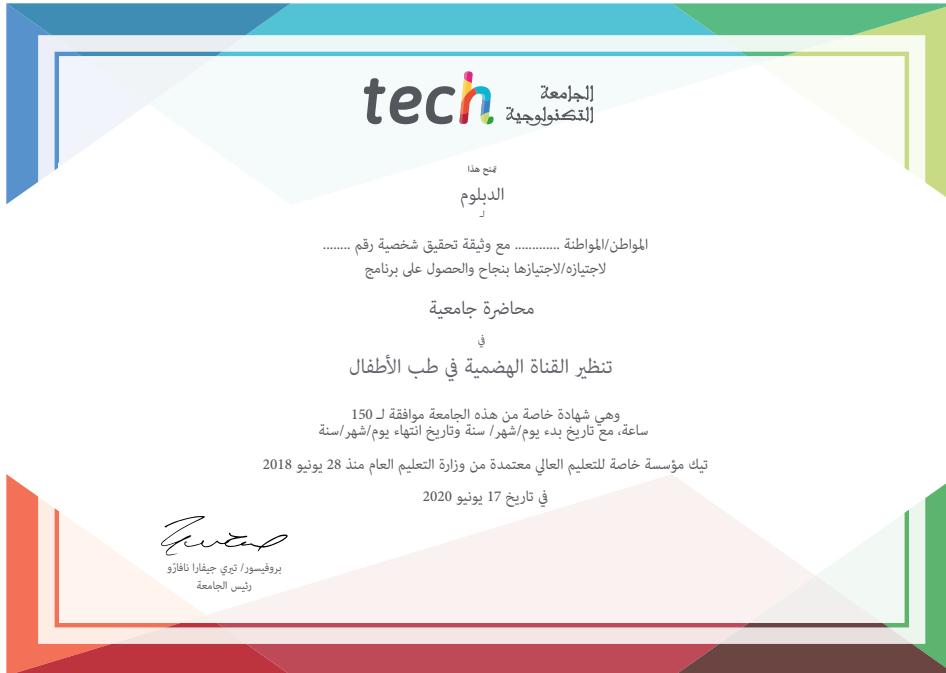 tech الجامعة
التكنولوجية
تمنح هذا
الدبلوم
لـ
المواطن/المواطنة ............. مع وثيقة تحقيق شخصية رقم ........
لاجتيازه/لاجتيازها بنجاح والحصول على برنامج
محاضرة جامعية
في
تنظير القناة الهضمية في طب الأطفال
وهي شهادة خاصة من هذه الجامعة موافقة لـ 150
ساعة، مع تاريخ بدء يوم/شهر/ سنة وتاريخ انتهاء يوم/شهر/سنة
تيك مؤسسة خاصة للتعليم العالي معتمدة من وزارة التعليم العام منذ 28 يونيو 2018
في تاريخ 17 يونيو 2020
بروفيسور/ تيري جيفارا نافارّو
رئيس الجامعة